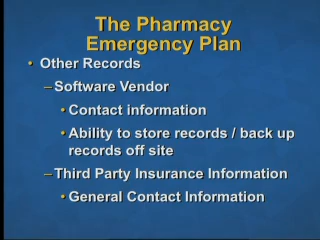 The Pharmacy
Emergency Plan
• Other Records
– Software Vendor
• Contact information
• Ability to store records / back up
records off site
– Third Party Insurance Information
• General Contact Information